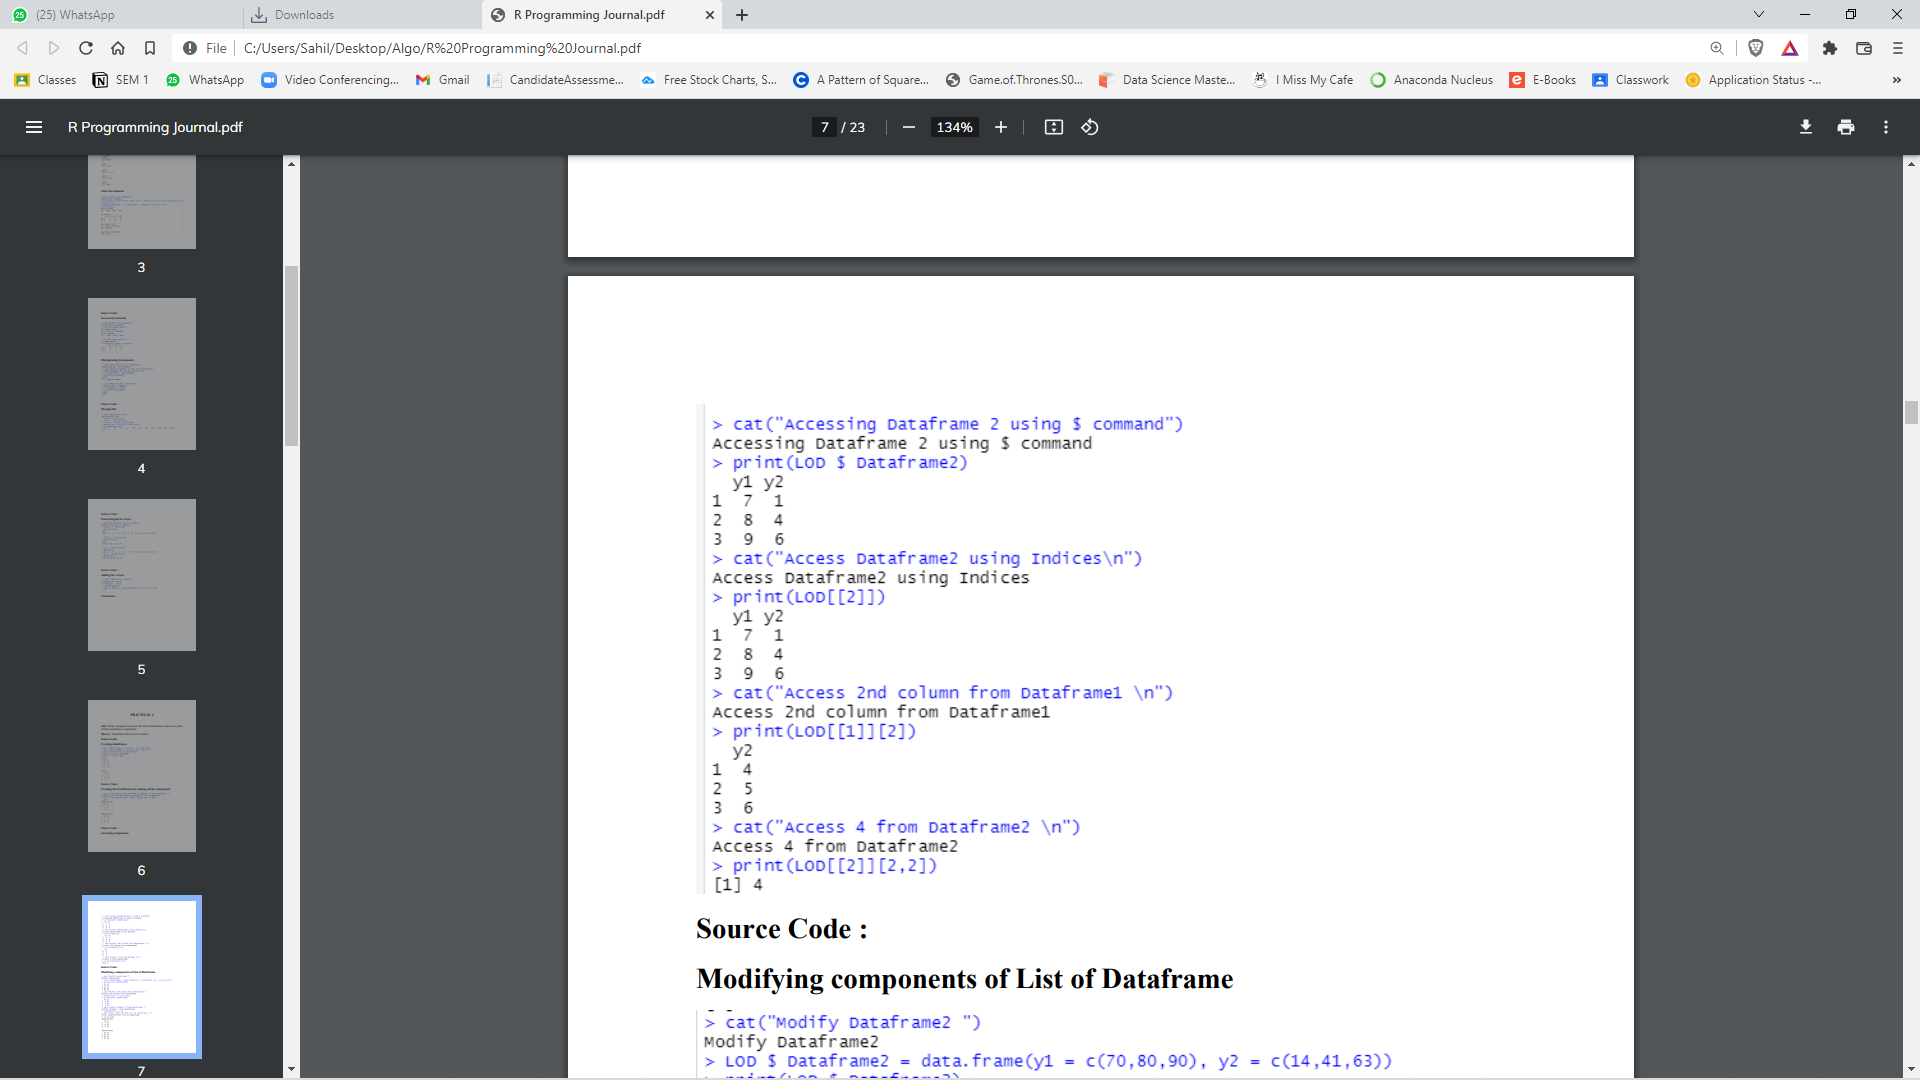 (25) WhatsApp
Downloads
R Programming Journal.pdf
File
C:/Users/Sahil/Desktop/Algo/R%20Programming%20Journal.pdf
Classes
SEM 1
WhatsApp
Video Conferencing...
Gmail
CandidateAssessme...
Free Stock Charts, S...
A Pattern of Square...
Game.of.Thrones.S0...
Data Science Maste...
I Miss My Cafe
Anaconda Nucleus
E-Books
Classwork
Application Status -...
»
R Programming Journal.pdf
7 / 23
134%
3
4
5
6
7
> cat("Accessing Dataframe 2 using $ command")
Accessing Dataframe 2 using $ command
> print(LOD $ Dataframe2)
y1 y2
1 7 1
2 8 4
3 9 6
> cat("Access Dataframe2 using Indices\n")
Access Dataframe2 using Indices
> print(LOD[[2]])
y1 y2
1 7 1
2 8 4
3 9 6
> cat("Access 2nd column from Dataframe1 \n")
Access 2nd column from Dataframe1
> print(LOD[[1]][2])
y2
1 4
2 5
3 6
> cat("Access 4 from Dataframe2 \n")
Access 4 from Dataframe2
> print(LOD[[2]][2,2])
[1] 4
Source Code :
Modifying components of List of Dataframe
> cat("Modify Dataframe2 ")
Modify Dataframe2
> LOD $ Dataframe2 = data.frame(y1 = c(70,80,90), y2 = c(14,41,63))